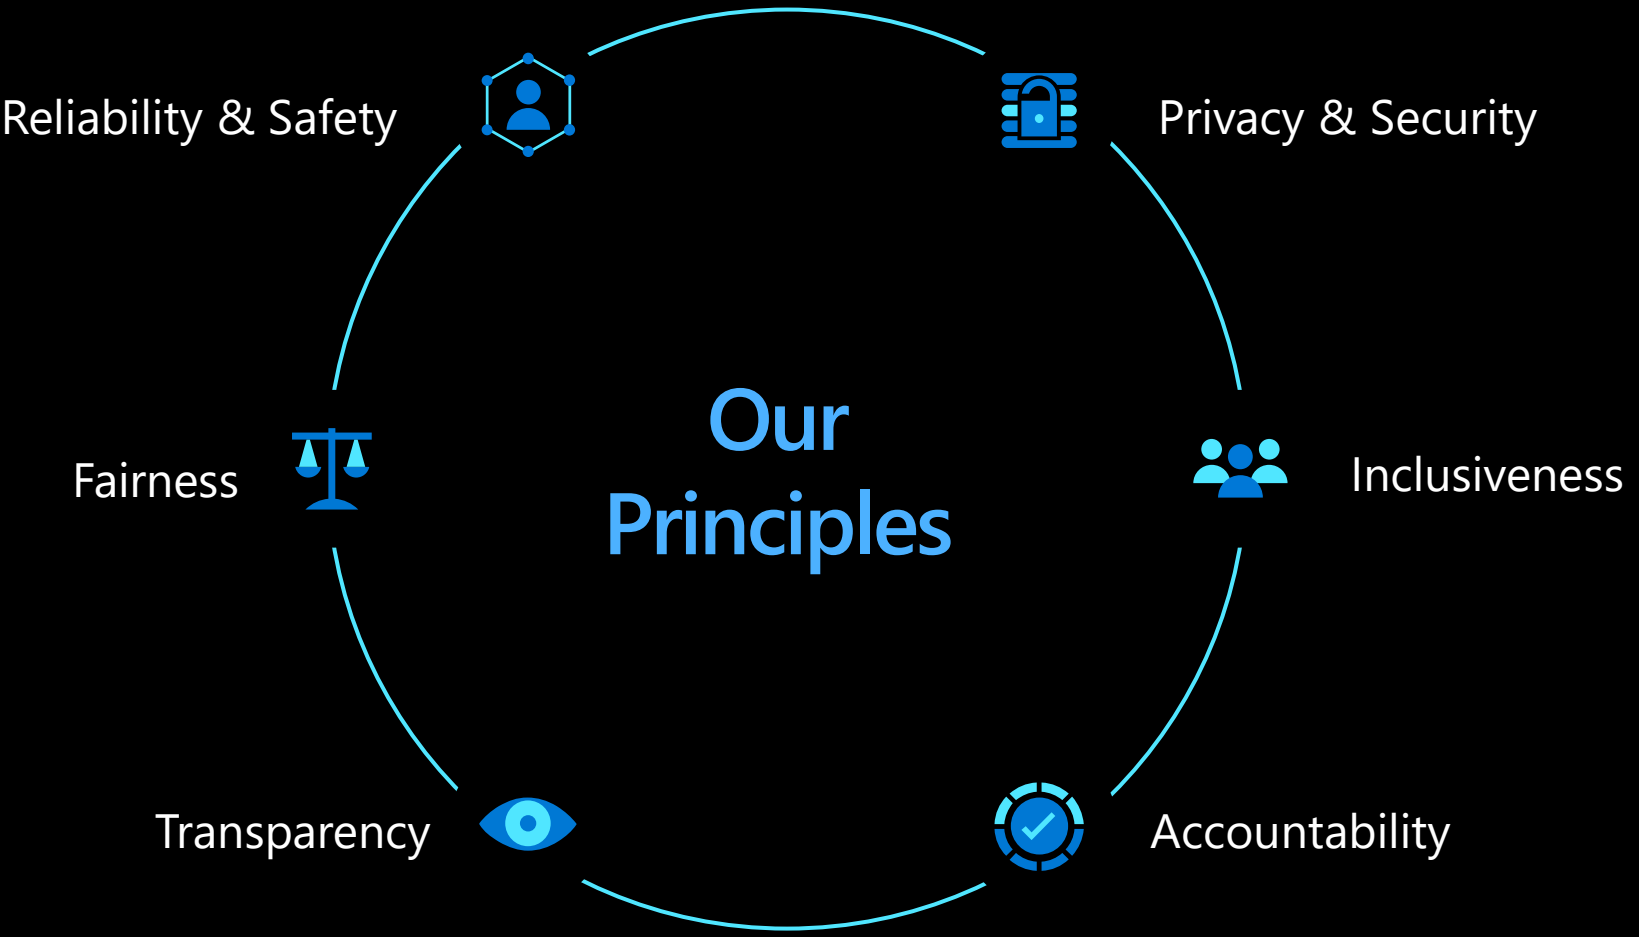 Reliability & Safety
Privacy & Security
Our
Principles
Fairness
Inclusiveness
Transparency
Accountability